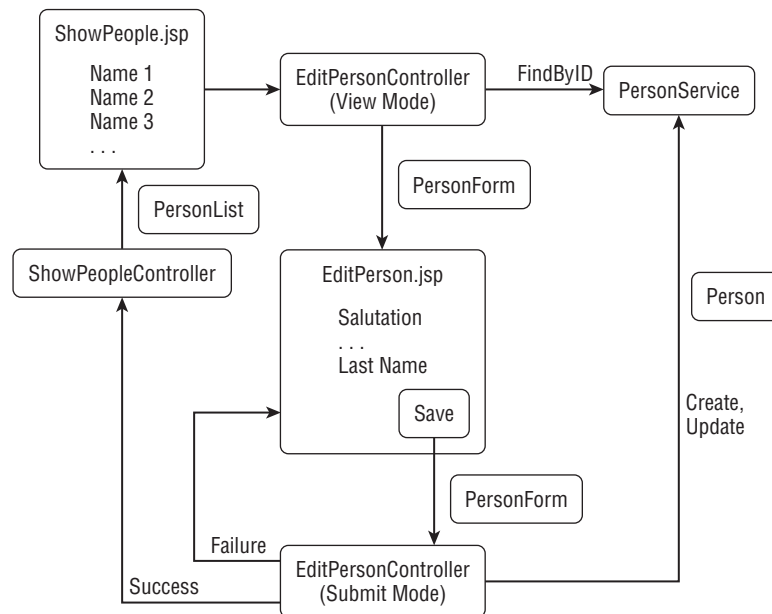 ShowPeople.jsp
Name 1
Name 2
Name 3
. . .
EditPersonController
(View Mode)
FindByID
PersonService
PersonForm
PersonList
ShowPeopleController
EditPerson.jsp
Salutation
. . .
Last Name
Save
Person
Create,
Update
PersonForm
Failure
Success
EditPersonController
(Submit Mode)